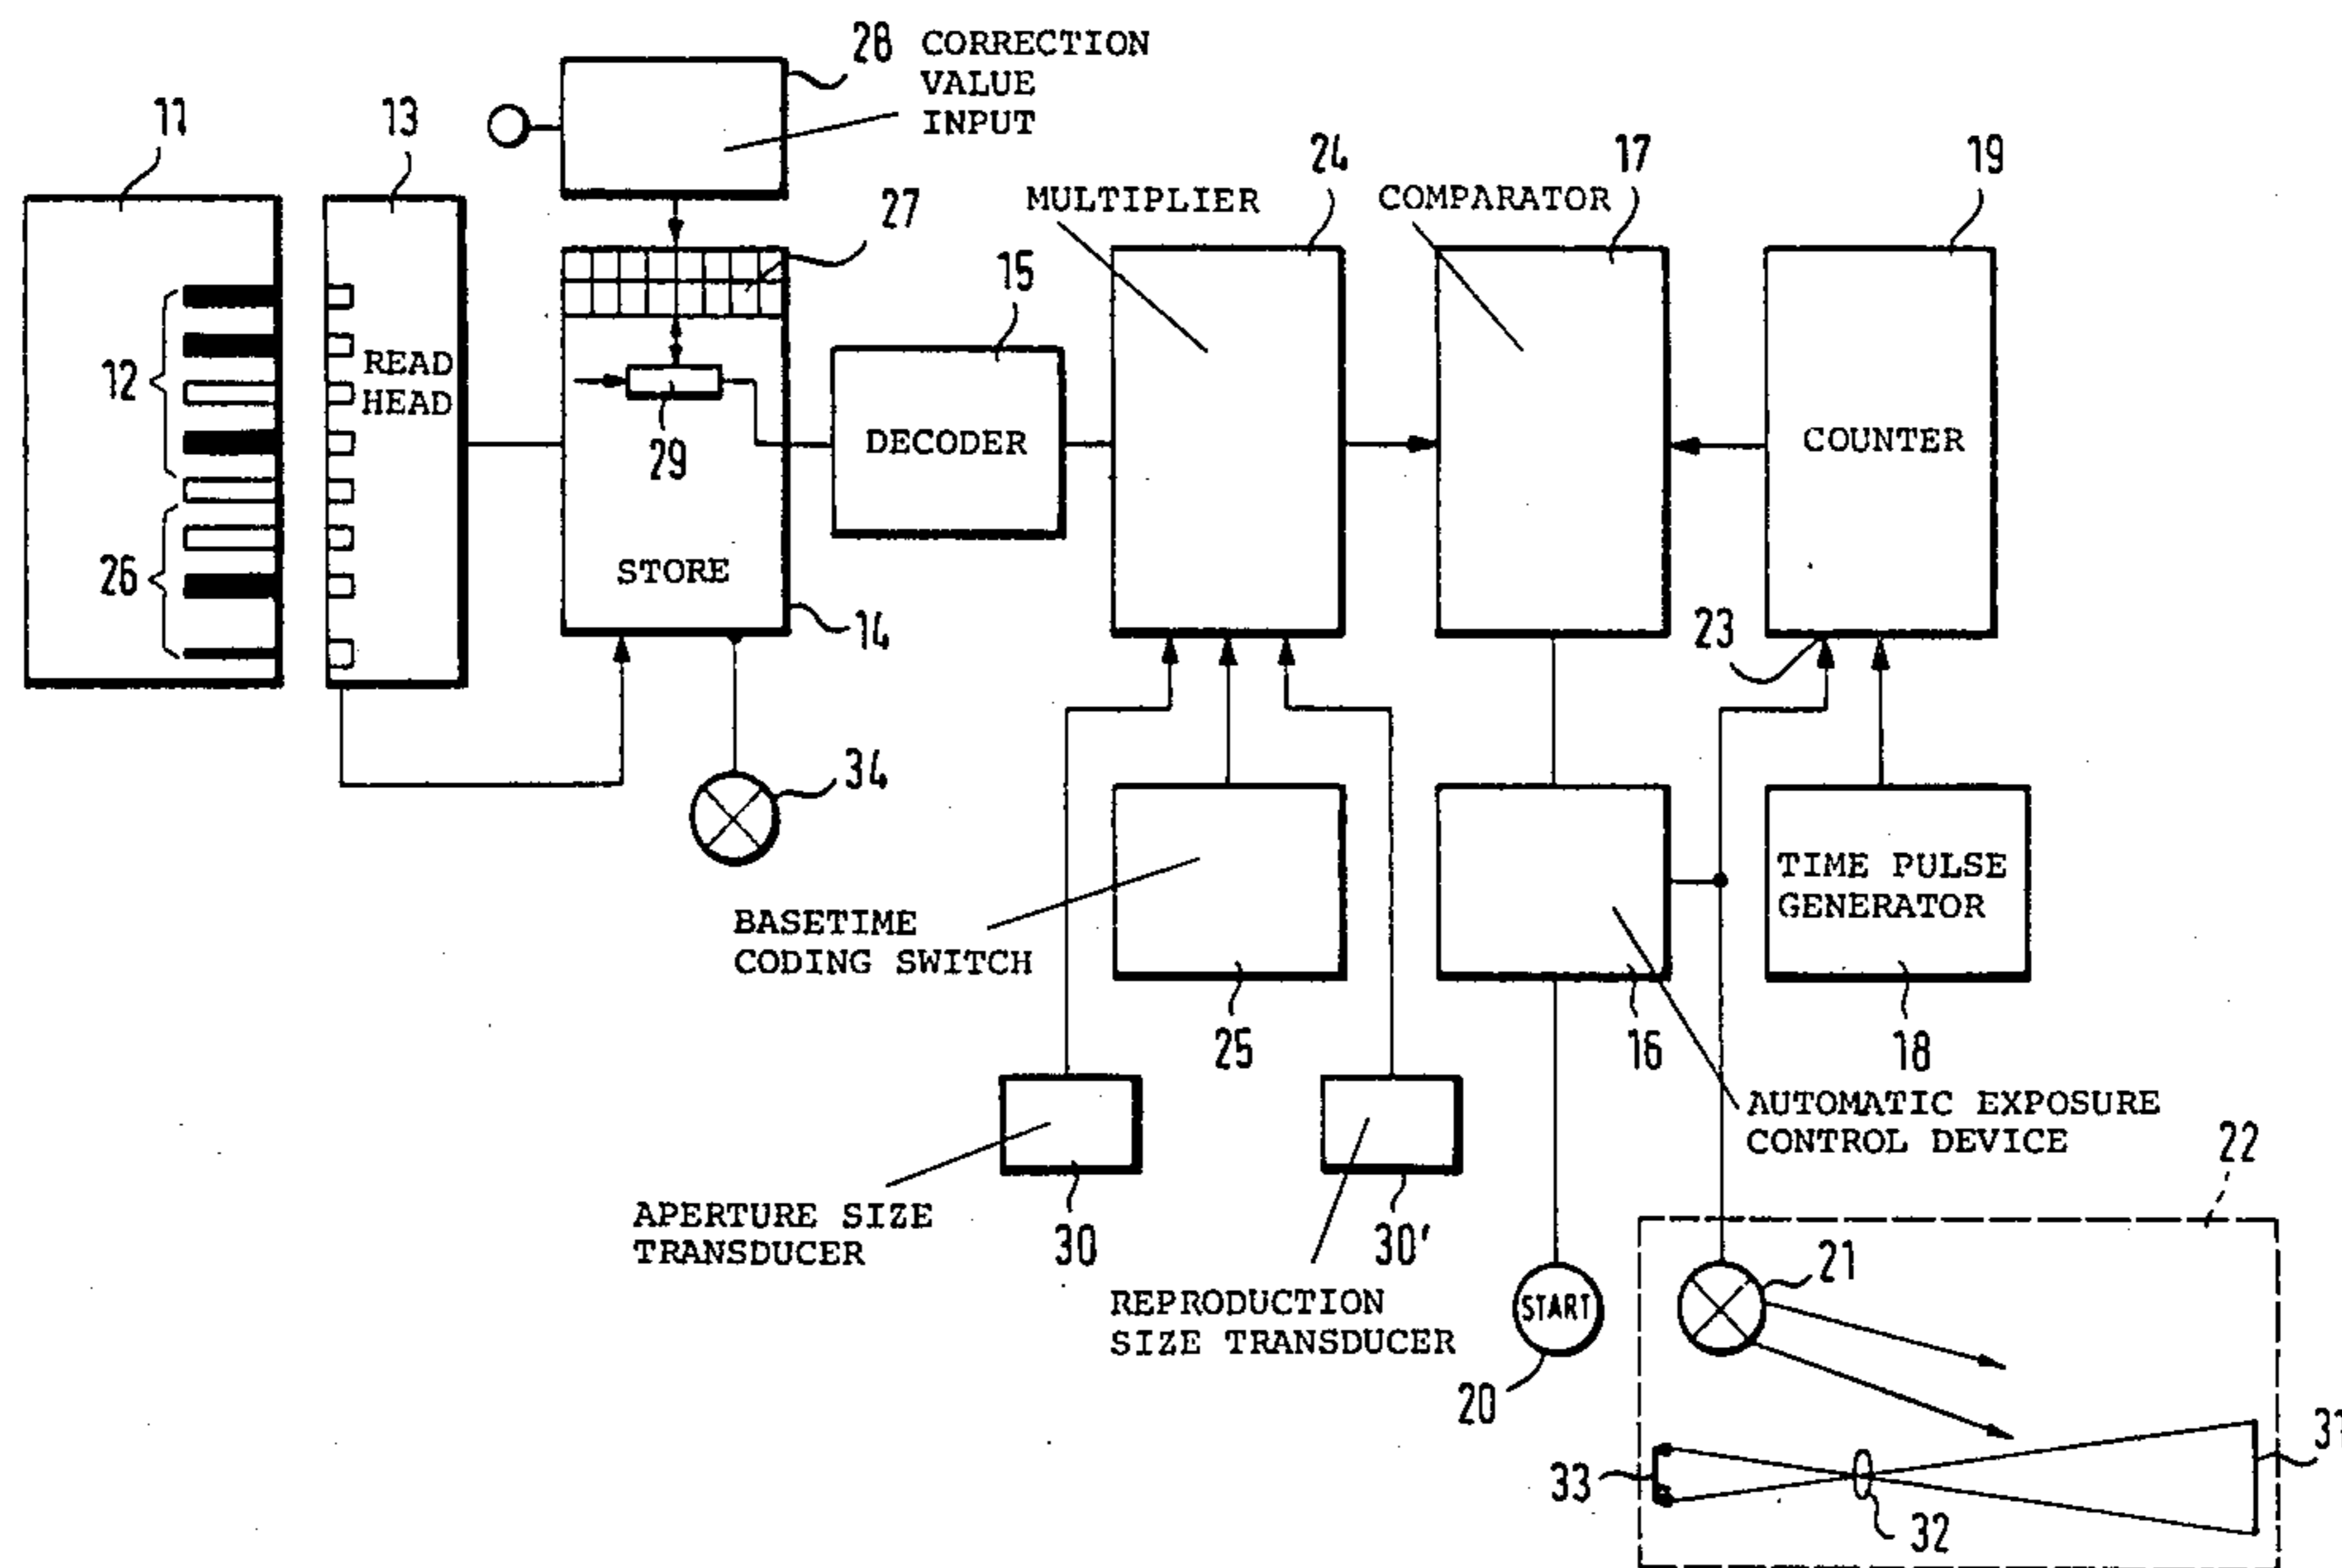 28 CORRECTION
VALUE
INPUT
11
13
24
17
19
27
MULTIPLIER
COMPARATOR
15
12
READ
HEAD
29
DECODER
COUNTER
26
STORE
14
23
34
TIME PULSE
GENERATOR
BASETIME
CODING SWITCH
25
16
18
AUTOMATIC EXPOSURE
CONTROL DEVICE
22
APERTURE SIZE
TRANSDUCER
30
30'
21
REPRODUCTION
SIZE TRANSDUCER
START
20
31
33
32